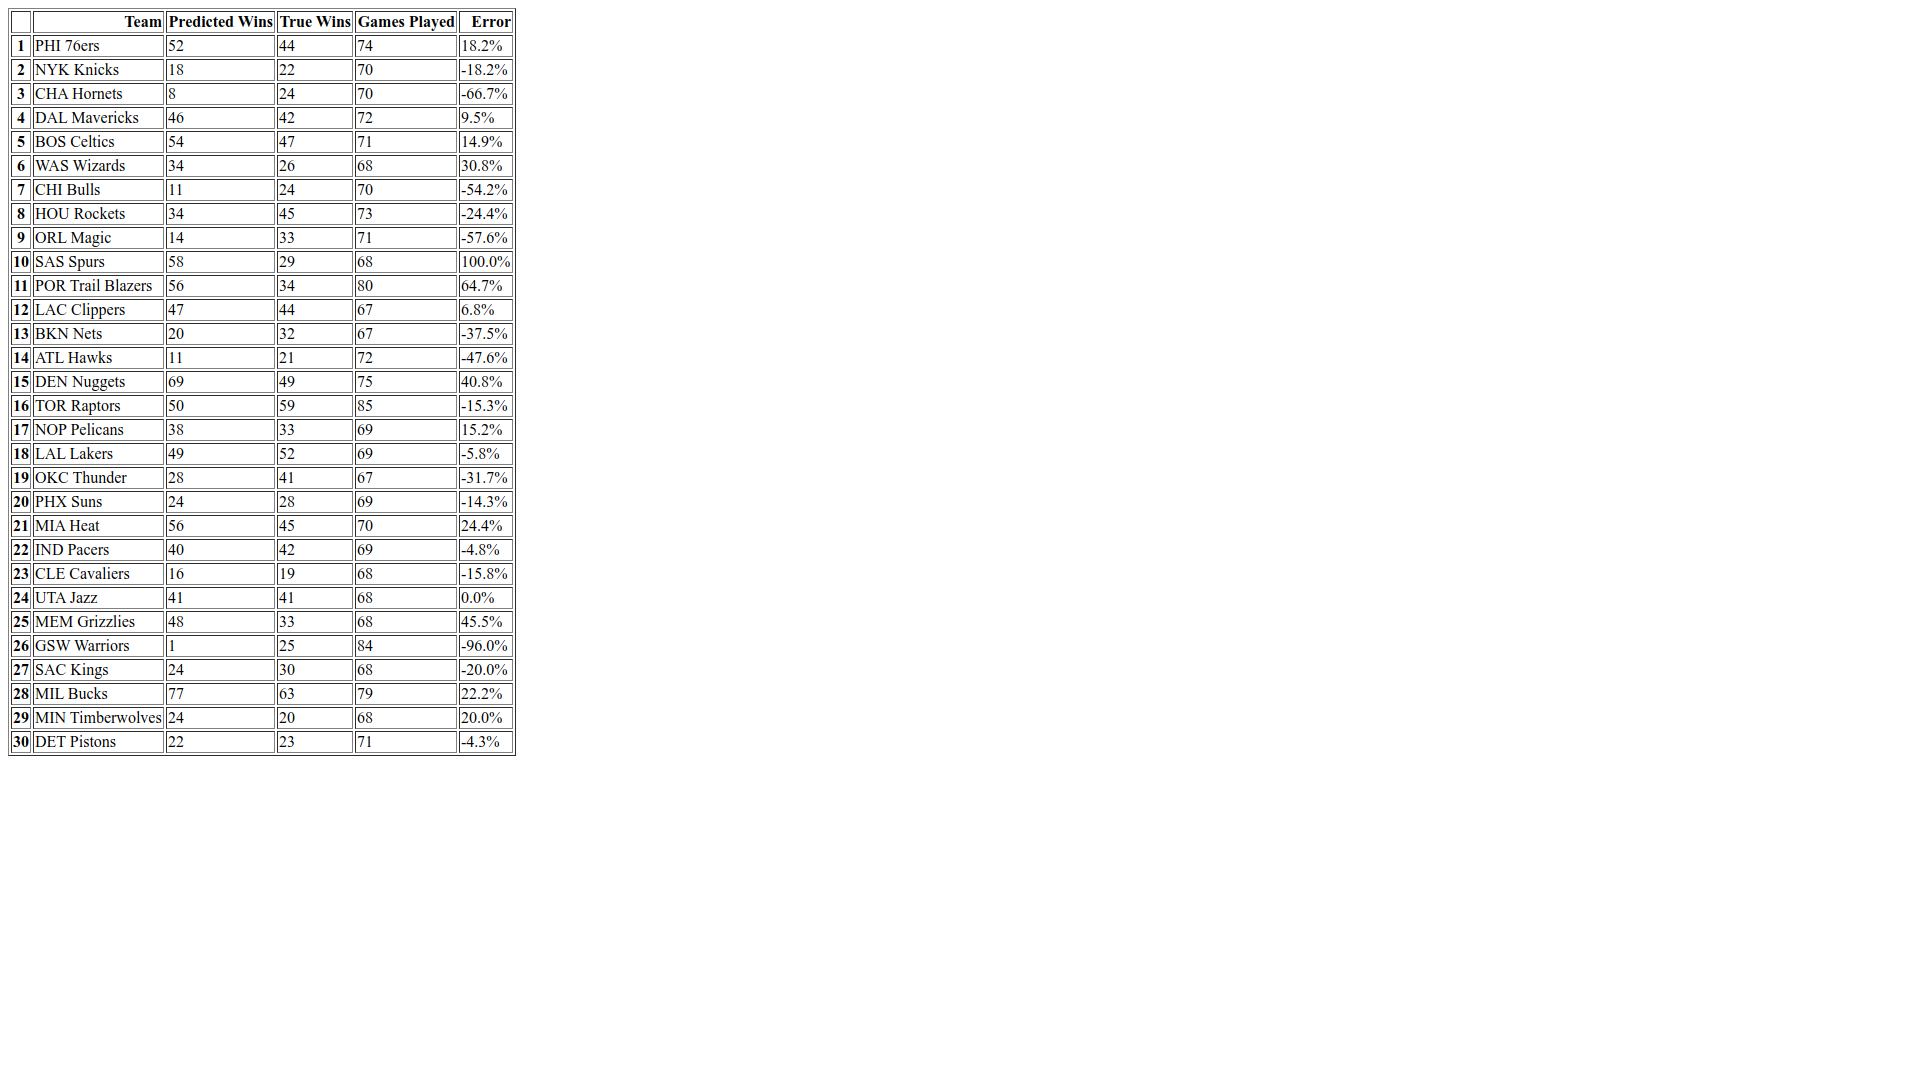 Team Predicted Wins True Wins Games Played Error
1 PHI 76ers 52 44 74 18.2%
2 NYK Knicks 18 22 70 -18.2%
3 CHA Hornets 8 24 70 -66.7%
4 DAL Mavericks 46 42 72 9.5%
5 BOS Celtics 54 47 71 14.9%
6 WAS Wizards 34 26 68 30.8%
7 CHI Bulls 11 24 70 -54.2%
8 HOU Rockets 34 45 73 -24.4%
9 ORL Magic 14 33 71 -57.6%
10 SAS Spurs 58 29 68 100.0%
11 POR Trail Blazers 56 34 80 64.7%
12 LAC Clippers 47 44 67 6.8%
13 BKN Nets 20 32 67 -37.5%
14 ATL Hawks 11 21 72 -47.6%
15 DEN Nuggets 69 49 75 40.8%
16 TOR Raptors 50 59 85 -15.3%
17 NOP Pelicans 38 33 69 15.2%
18 LAL Lakers 49 52 69 -5.8%
19 OKC Thunder 28 41 67 -31.7%
20 PHX Suns 24 28 69 -14.3%
21 MIA Heat 56 45 70 24.4%
22 IND Pacers 40 42 69 -4.8%
23 CLE Cavaliers 16 19 68 -15.8%
24 UTA Jazz 41 41 68 0.0%
25 MEM Grizzlies 48 33 68 45.5%
26 GSW Warriors 1 25 84 -96.0%
27 SAC Kings 24 30 68 -20.0%
28 MIL Bucks 77 63 79 22.2%
29 MIN Timberwolves 24 20 68 20.0%
30 DET Pistons 22 23 71 -4.3%